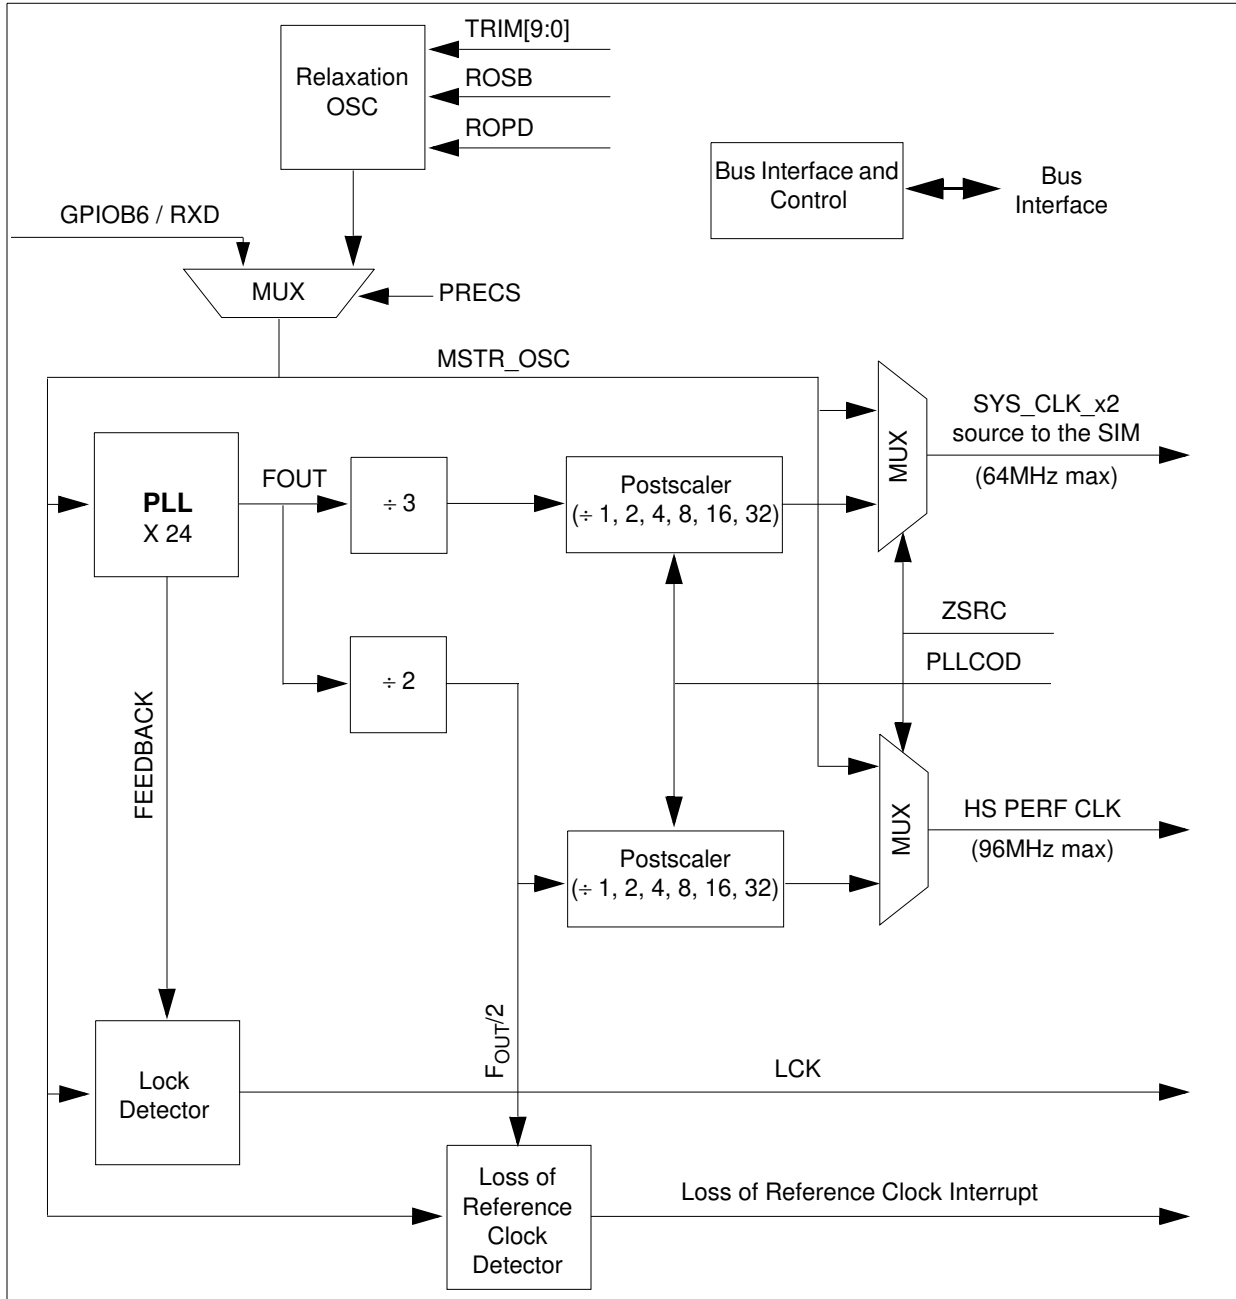 TRIM[9:0]
Relaxation
OSC
ROSB
ROPD
Bus Interface and
Control
Bus
Interface
GPIOB6 / RXD
MUX
PRECS
MSTR_OSC
SYS_CLK_x2
source to the SIM
(64MHz max)
MUX
PLL
X 24
FOUT
÷ 3
Postscaler
(÷ 1, 2, 4, 8, 16, 32)
ZSRC
PLLCOD
÷ 2
FEEDBACK
HS PERF CLK
(96MHz max)
MUX
Postscaler
(÷ 1, 2, 4, 8, 16, 32)
FOUT/2
LCK
Lock
Detector
Loss of
Reference
Clock
Detector
Loss of Reference Clock Interrupt